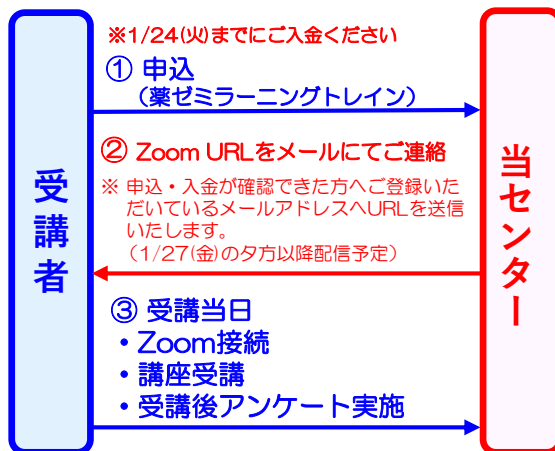 ※1/24(火)までにご入金ください
① 申込
（薬ゼミラーニングトレイン）
② Zoom URLをメールにてご連絡
※ 申込・入金が確認できた方へご登録いた
だいているメールアドレスへURLを送信
いたします。
（1/27(金)の夕方以降配信予定）
③ 受講当日
・Zoom接続
・講座受講
・受講後アンケート実施
受講者
当センター